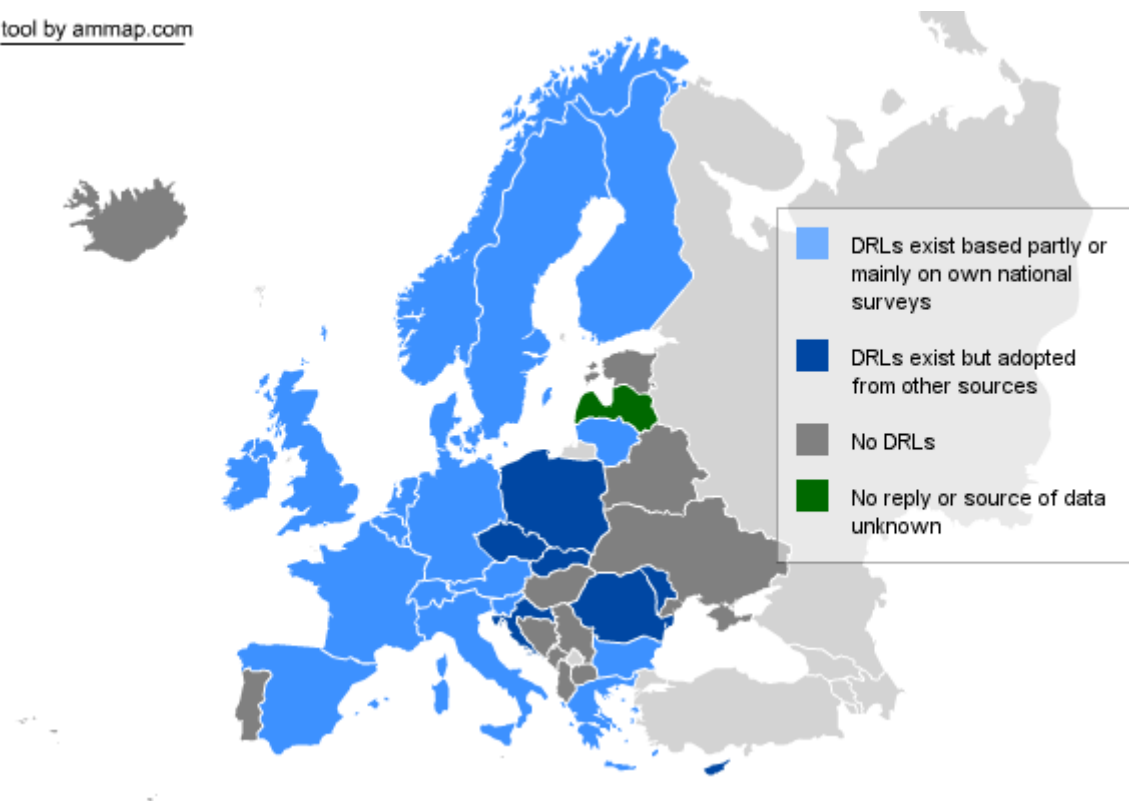 tool by ammap.com
DRLs exist based partly or
mainly on own national
surveys
DRLs exist but adopted
from other sources
No DRLs
No reply or source of data
unknown